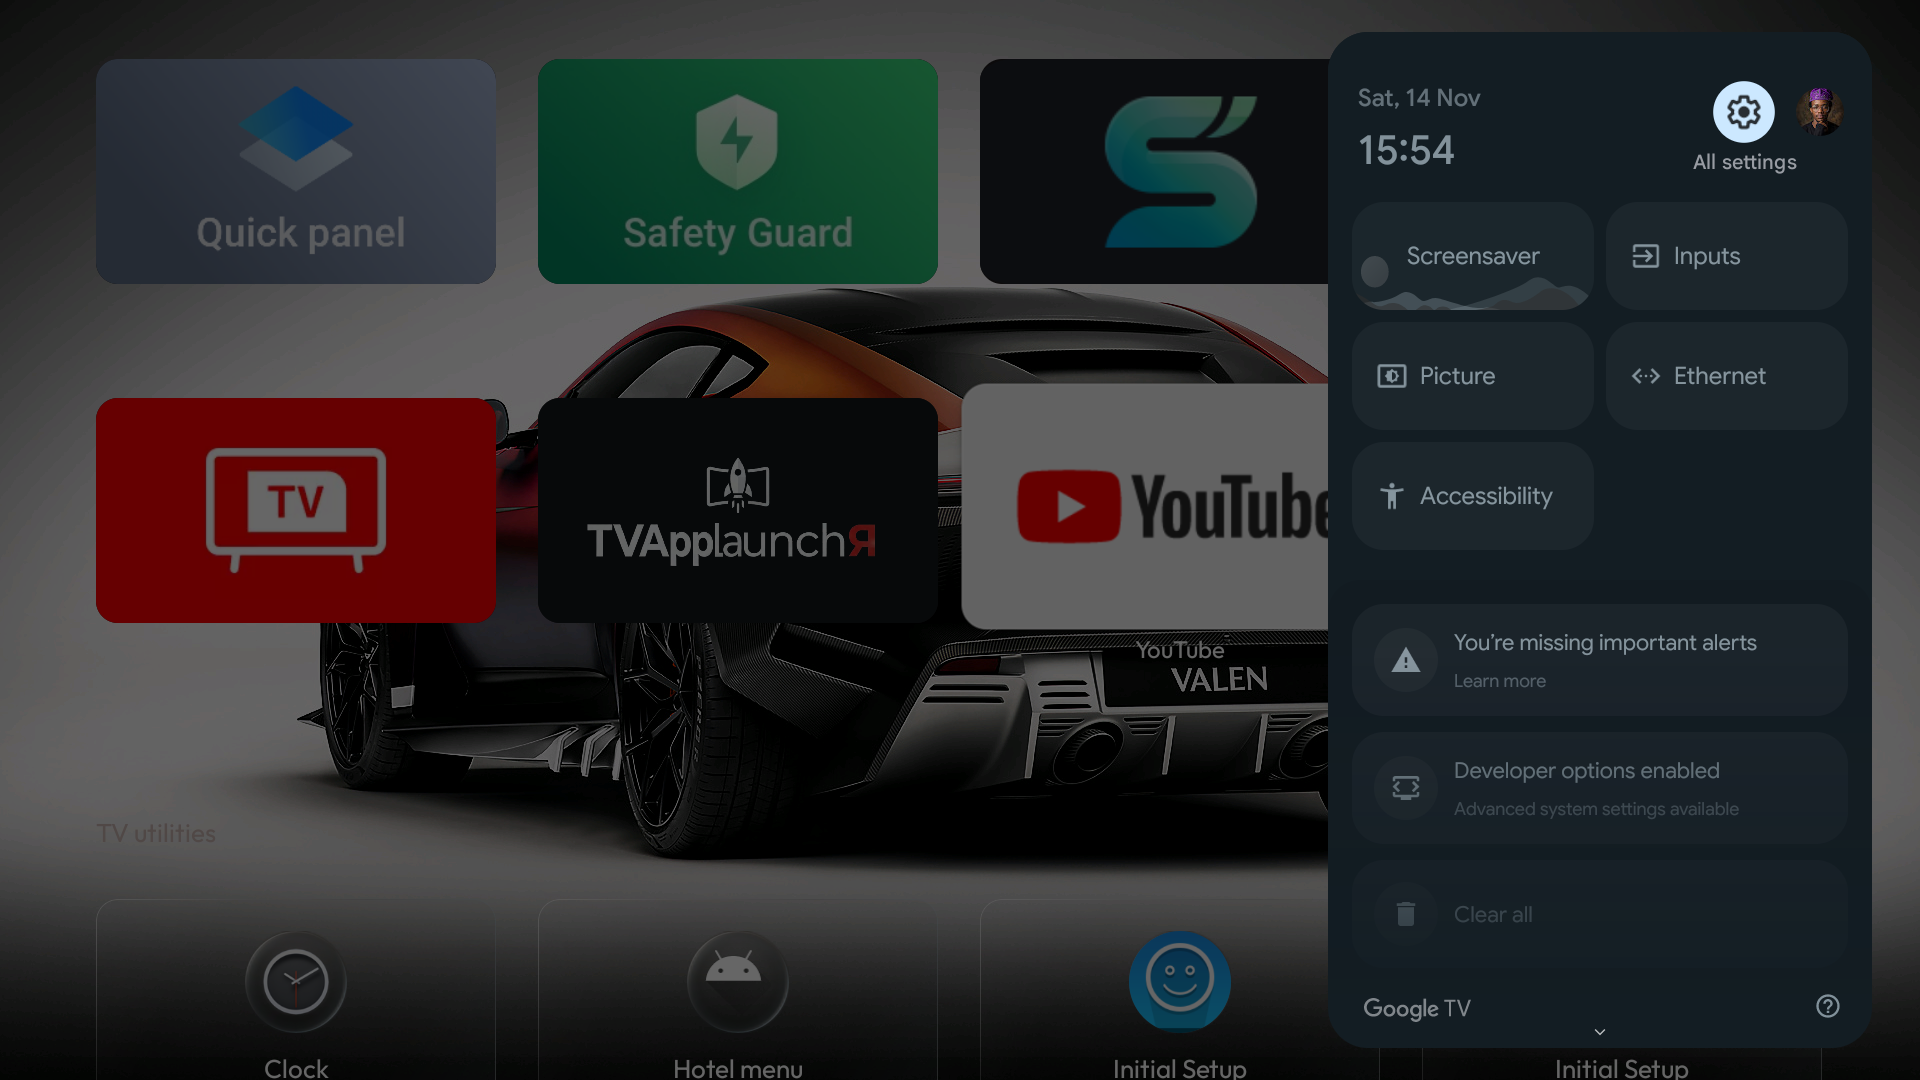 Quick panel
Safety Guard
TV
TVApplaunchR
YouTube
YouTube
VALEN
TV utilities
Clock
Hotel menu
Initial Setup
Initial Setup
Sat, 14 Nov
15:54
All settings
Screensaver
Inputs
Picture
Ethernet
Accessibility
You're missing important alerts
Learn more
Developer options enabled
Advanced system settings available
Clear all
Google TV